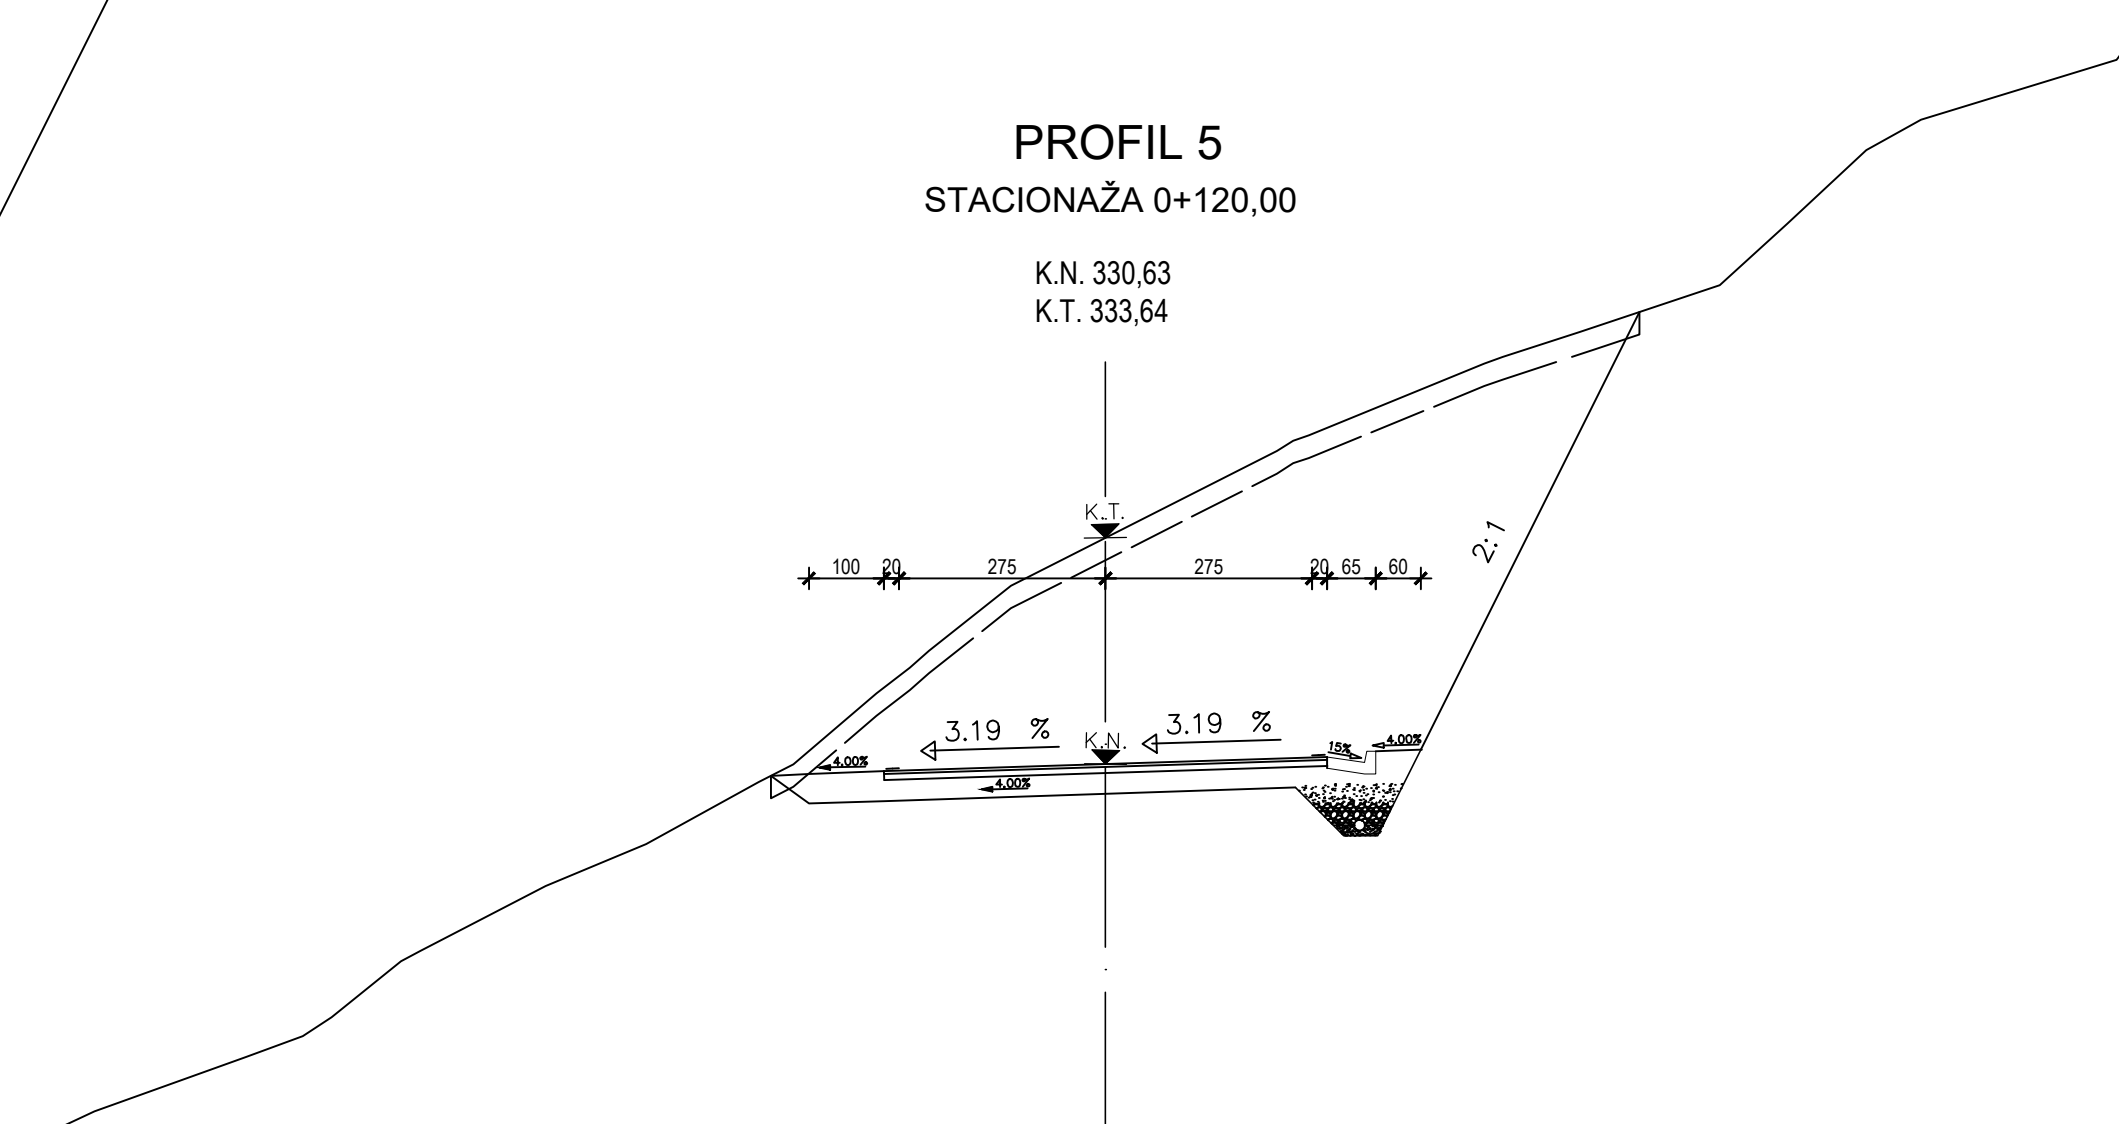 PROFIL 5
STACIONAŽA 0+120,00
K.N. 330,63
K.T. 333,64
K.T.
100 20 275 275 20 65 60
2:1
3.19 % 3.19 %
K.N.
4.00% 15% 4.00%
4.00%